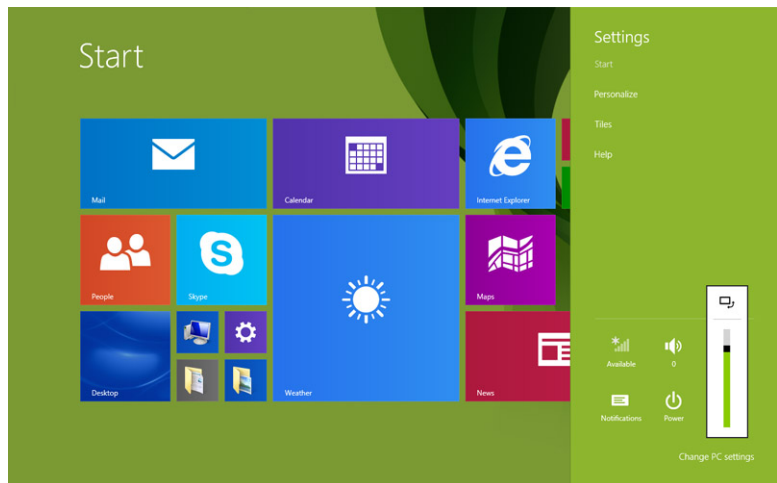 Start
Settings
Start
Personalize
Tiles
Help
Mail
Calendar
Internet Explorer
People
Skype
Maps
Desktop
Weather
News
Available
0
Notifications
Power
Change PC settings